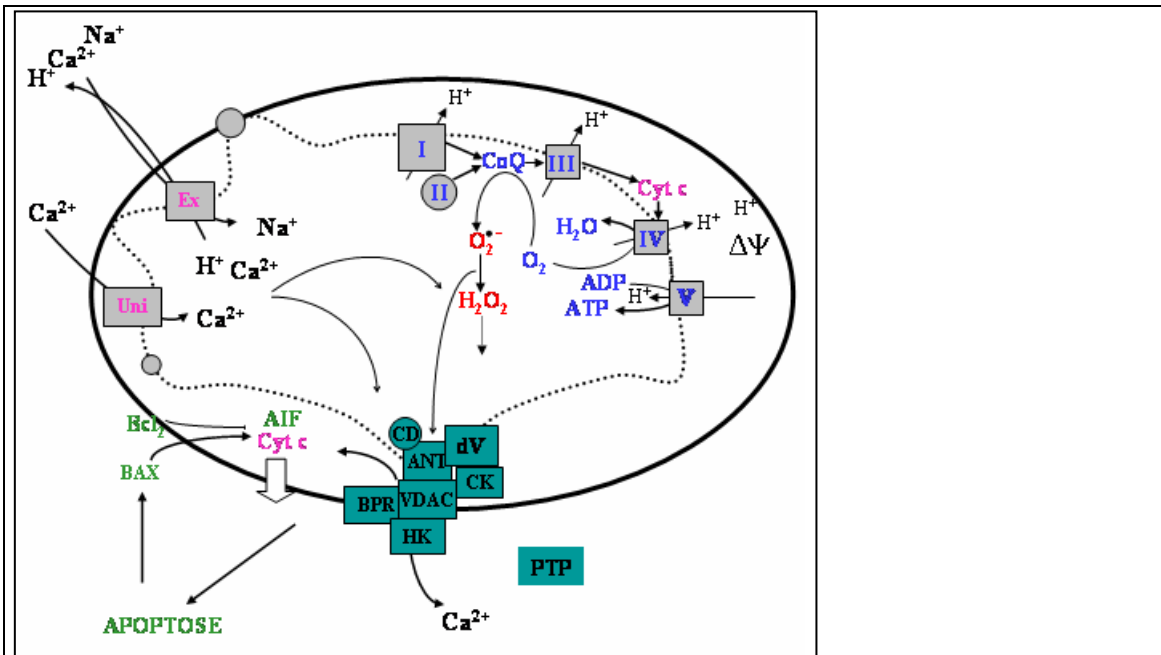 Na⁺
Ca²⁺
H⁺
H⁺
H⁺
I
CoQ
III
II
Cyt c
Ex
Ca²⁺
Na⁺
H₂O
IV
H⁺
H⁺
ΔΨ
O₂•−
O₂
H⁺ Ca²⁺
ADP
H⁺
V
ATP
H₂O₂
Uni
Ca²⁺
Bcl₂
AIF
Cyt c
CD
dV
ANT
BAX
CK
BPR
VDAC
HK
PTP
Ca²⁺
APOPTOSE